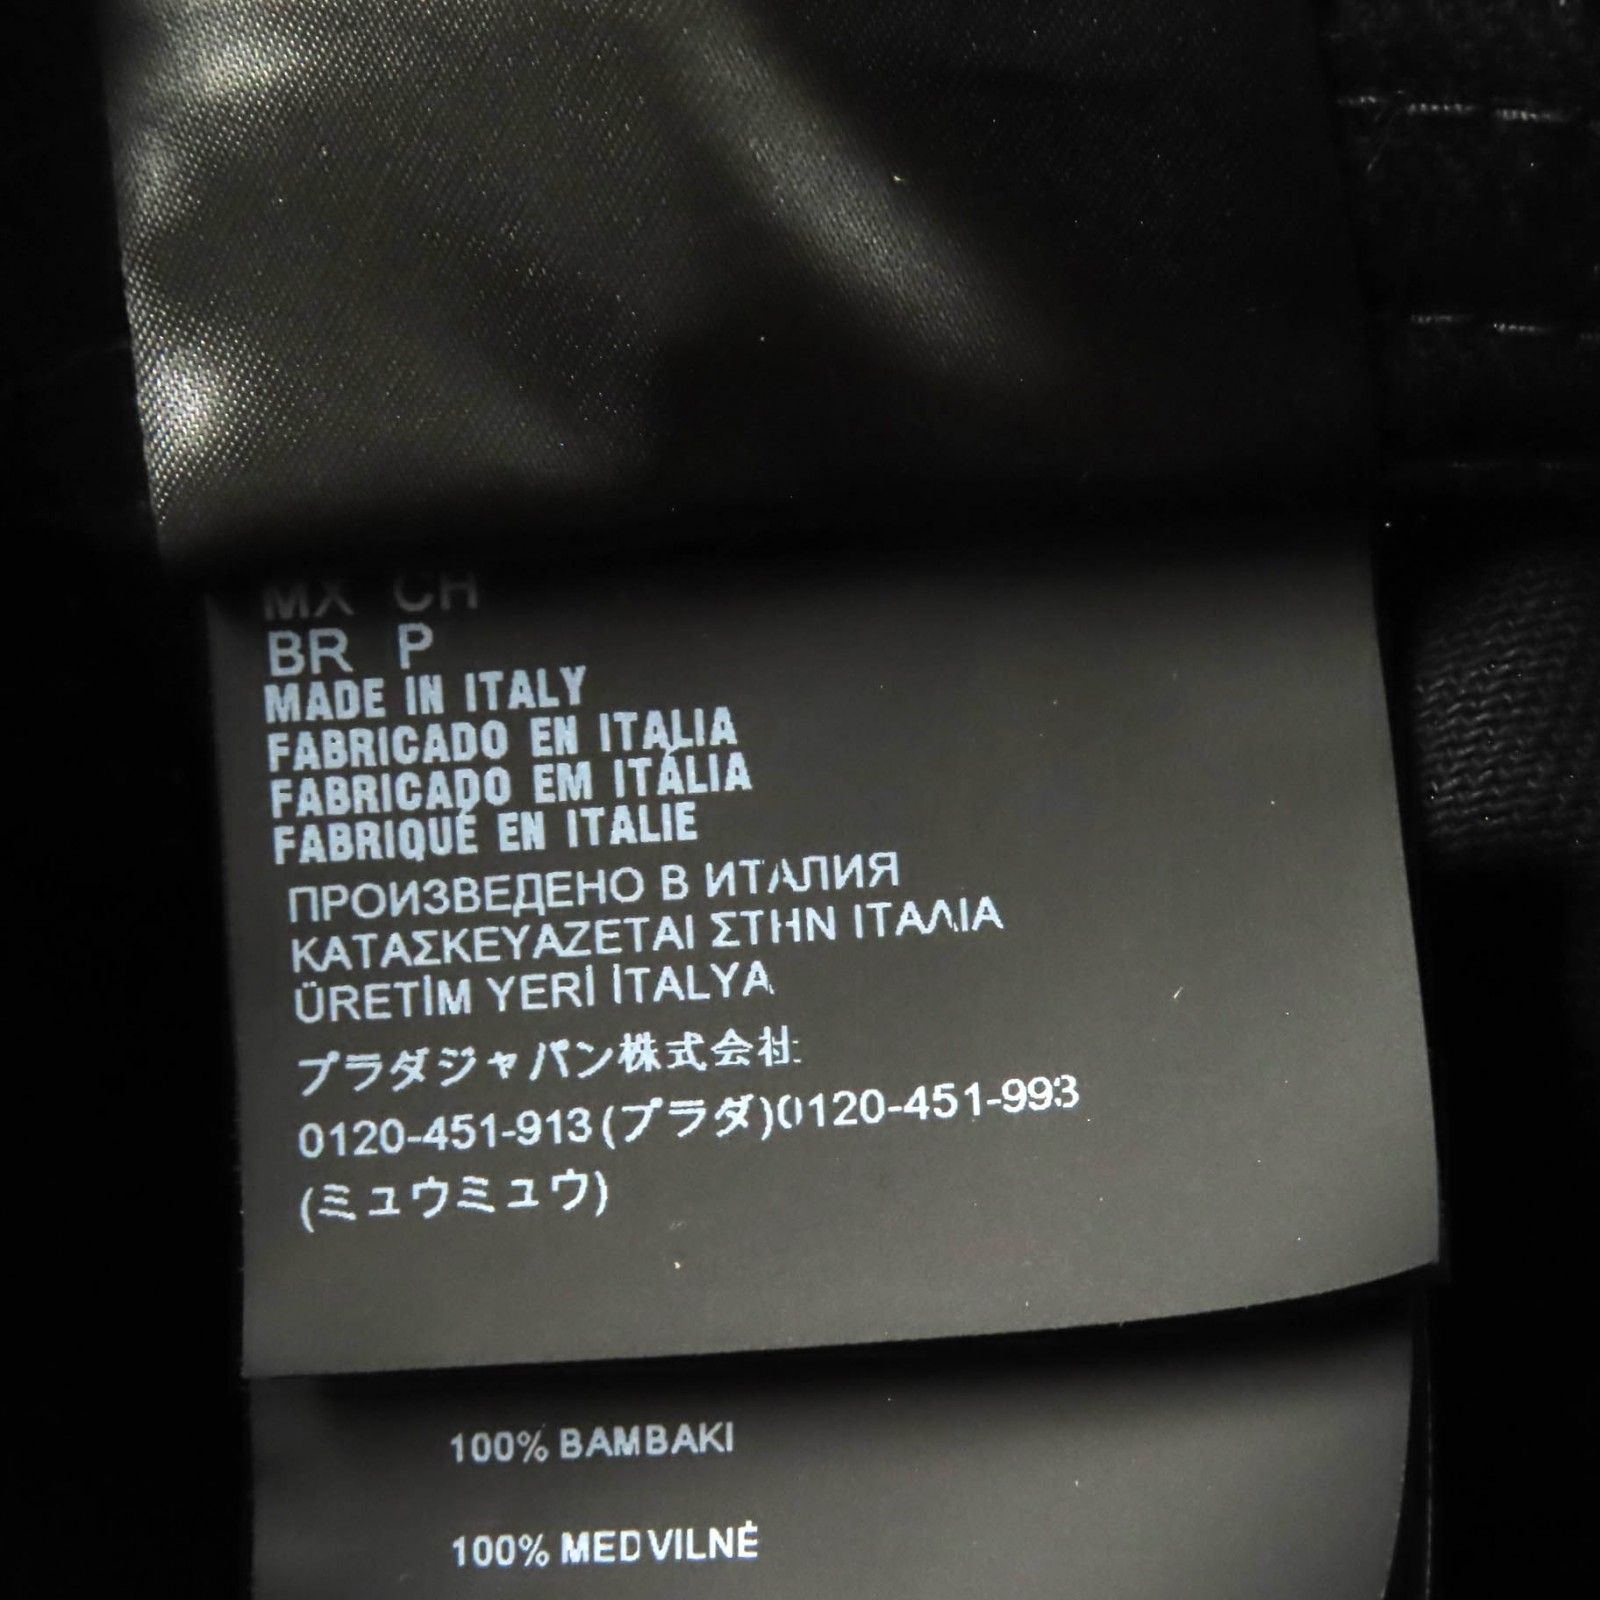 MX CH
BR P
MADE IN ITALY
FABRICADO EN ITALIA
FABRICADO EM ITÁLIA
FABRIQUÉ EN ITALIE
ПРОИЗВЕДЕНО В ИТАЛИЯ
ΚΑΤΑΣΚΕΥΑΖΕΤΑΙ ΣΤΗΝ ΙΤΑΛΙΑ
ÜRETİM YERİ İTALYA
プラダジャパン株式会社
0120-451-913(プラダ)0120-451-993
(ミュウミュウ)
100% BAMBAKI
100% MEDVILNĖ